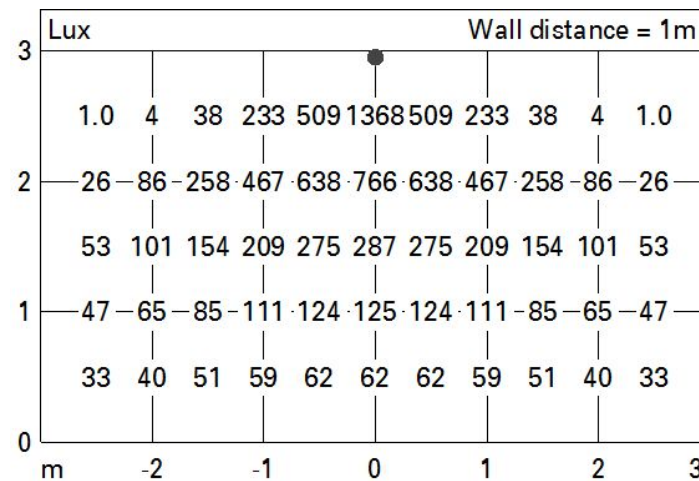 Lux Wall distance = 1m
3
1.0 4 38 233 509 1368 509 233 38 4 1.0
2 26 86 258 467 638 766 638 467 258 86 26
53 101 154 209 275 287 275 209 154 101 53
1 47 65 85 111 124 125 124 111 85 65 47
33 40 51 59 62 62 62 59 51 40 33
0
m -2 -1 0 1 2 3